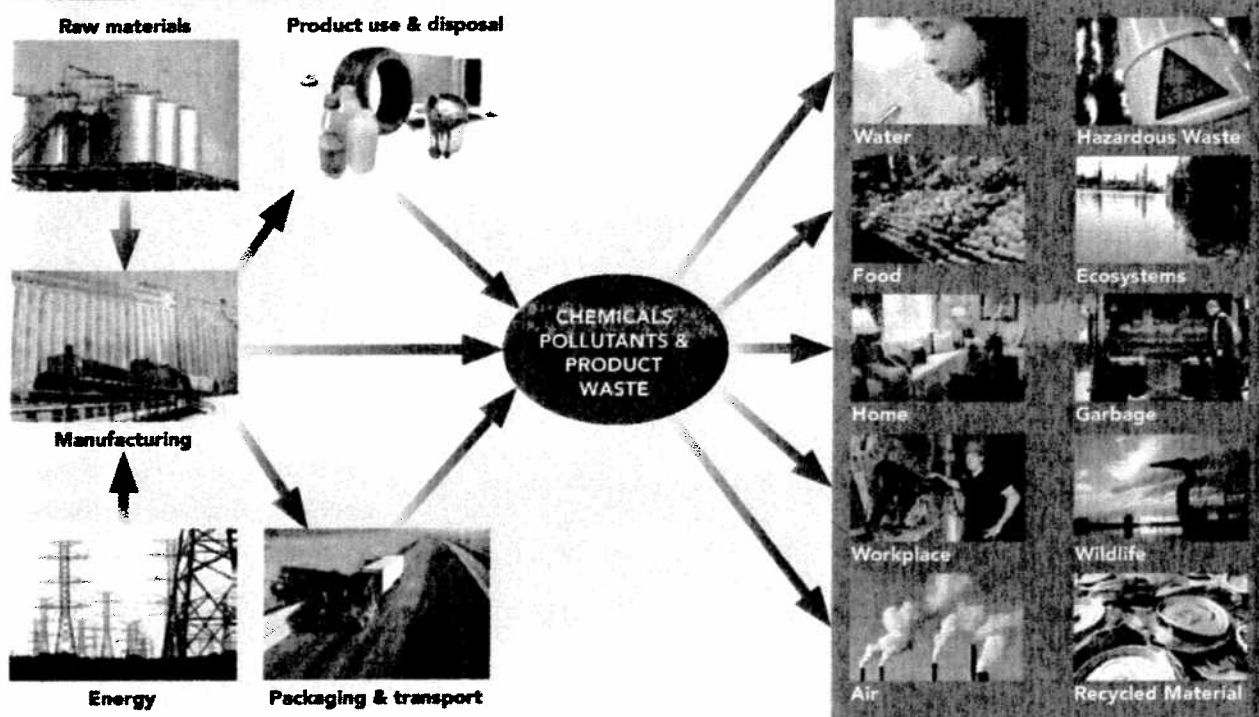 Raw materials
Product use & disposal
Manufacturing
Energy
Packaging & transport
CHEMICALS,
POLLUTANTS &
PRODUCT
WASTE
Water
Hazardous Waste
Food
Ecosystems
Home
Garbage
Workplace
Wildlife
Air
Recycled Material